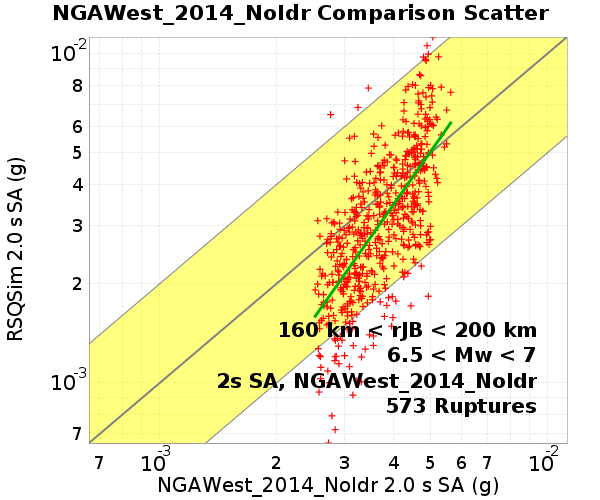 NGAWest_2014_NoIdr Comparison Scatter
10-2
8
6
5
4
3
2
10-3
7
RSQSim 2.0 s SA (g)
160 km < rJB < 200 km
6.5 < Mw < 7
2s SA, NGAWest_2014_NoIdr
573 Ruptures
7 10-3 2 3 4 5 6 7 10-2
NGAWest_2014_NoIdr 2.0 s SA (g)